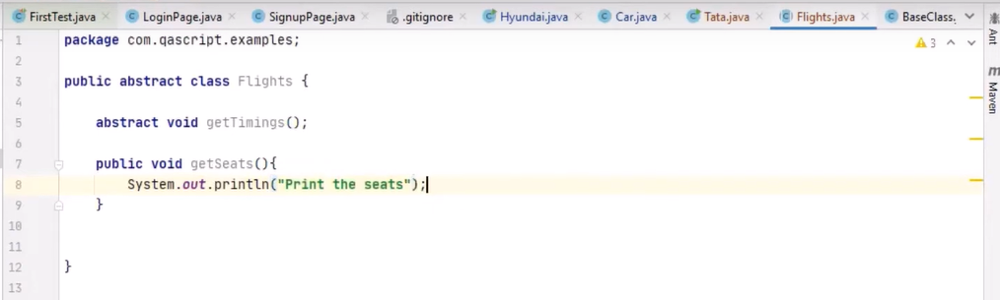 FirstTest.java LoginPage.java SignupPage.java .gitignore Hyundai.java Car.java Tata.java Flights.java BaseClass.
1 package com.qascript.examples;
3
2
3 public abstract class Flights {
4
5 abstract void getTimings();
6
7 public void getSeats(){
8 System.out.println("Print the seats");
9 }
10
11
12 }
13
Ant
m
Maven